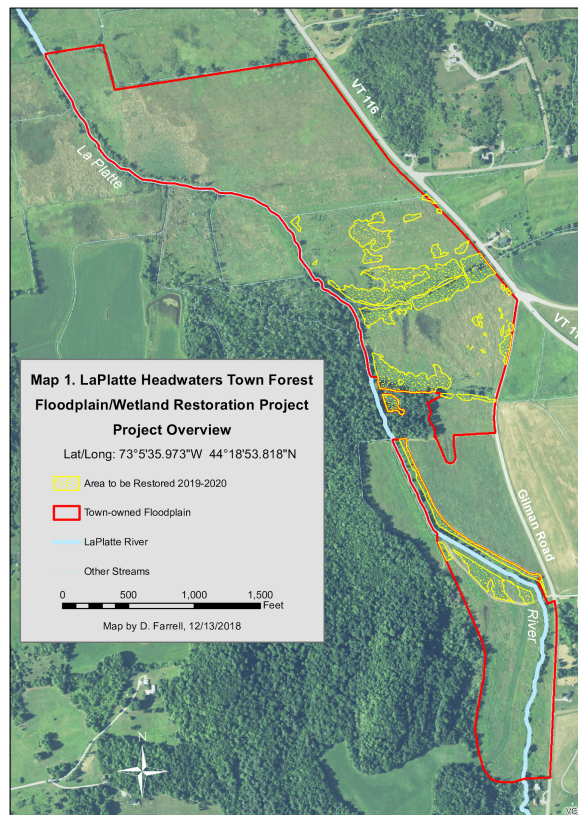 VT 116
La Platte
VT 11
Map 1. LaPlatte Headwaters Town Forest
Floodplain/Wetland Restoration Project
Project Overview
Lat/Long: 73°5'35.973"W 44°18'53.818"N
Area to be Restored 2019-2020
Town-owned Floodplain
LaPlatte River
Other Streams
0 500 1,000 1,500
Feet
Map by D. Farrell, 12/13/2018
Gilman Road
River
N